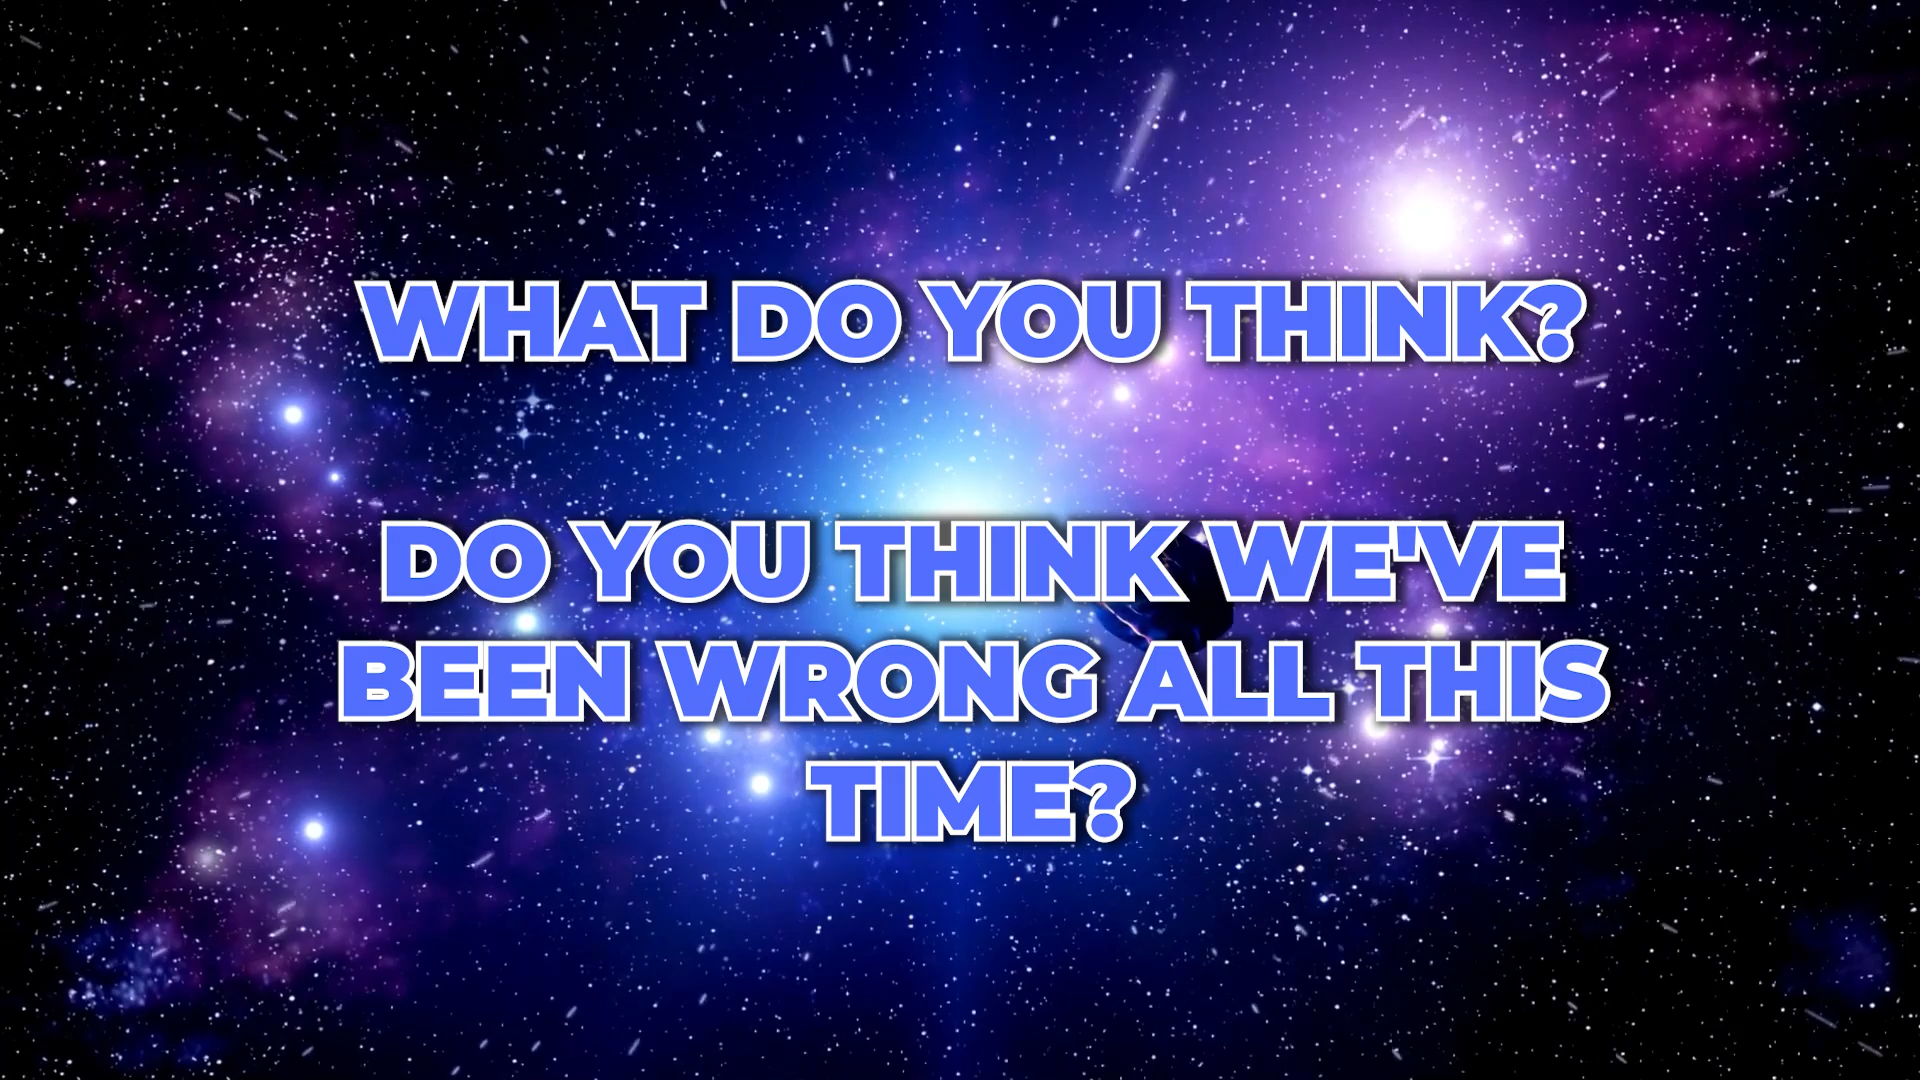 WHAT DO YOU THINK?
DO YOU THINK WE'VE
BEEN WRONG ALL THIS
TIME?